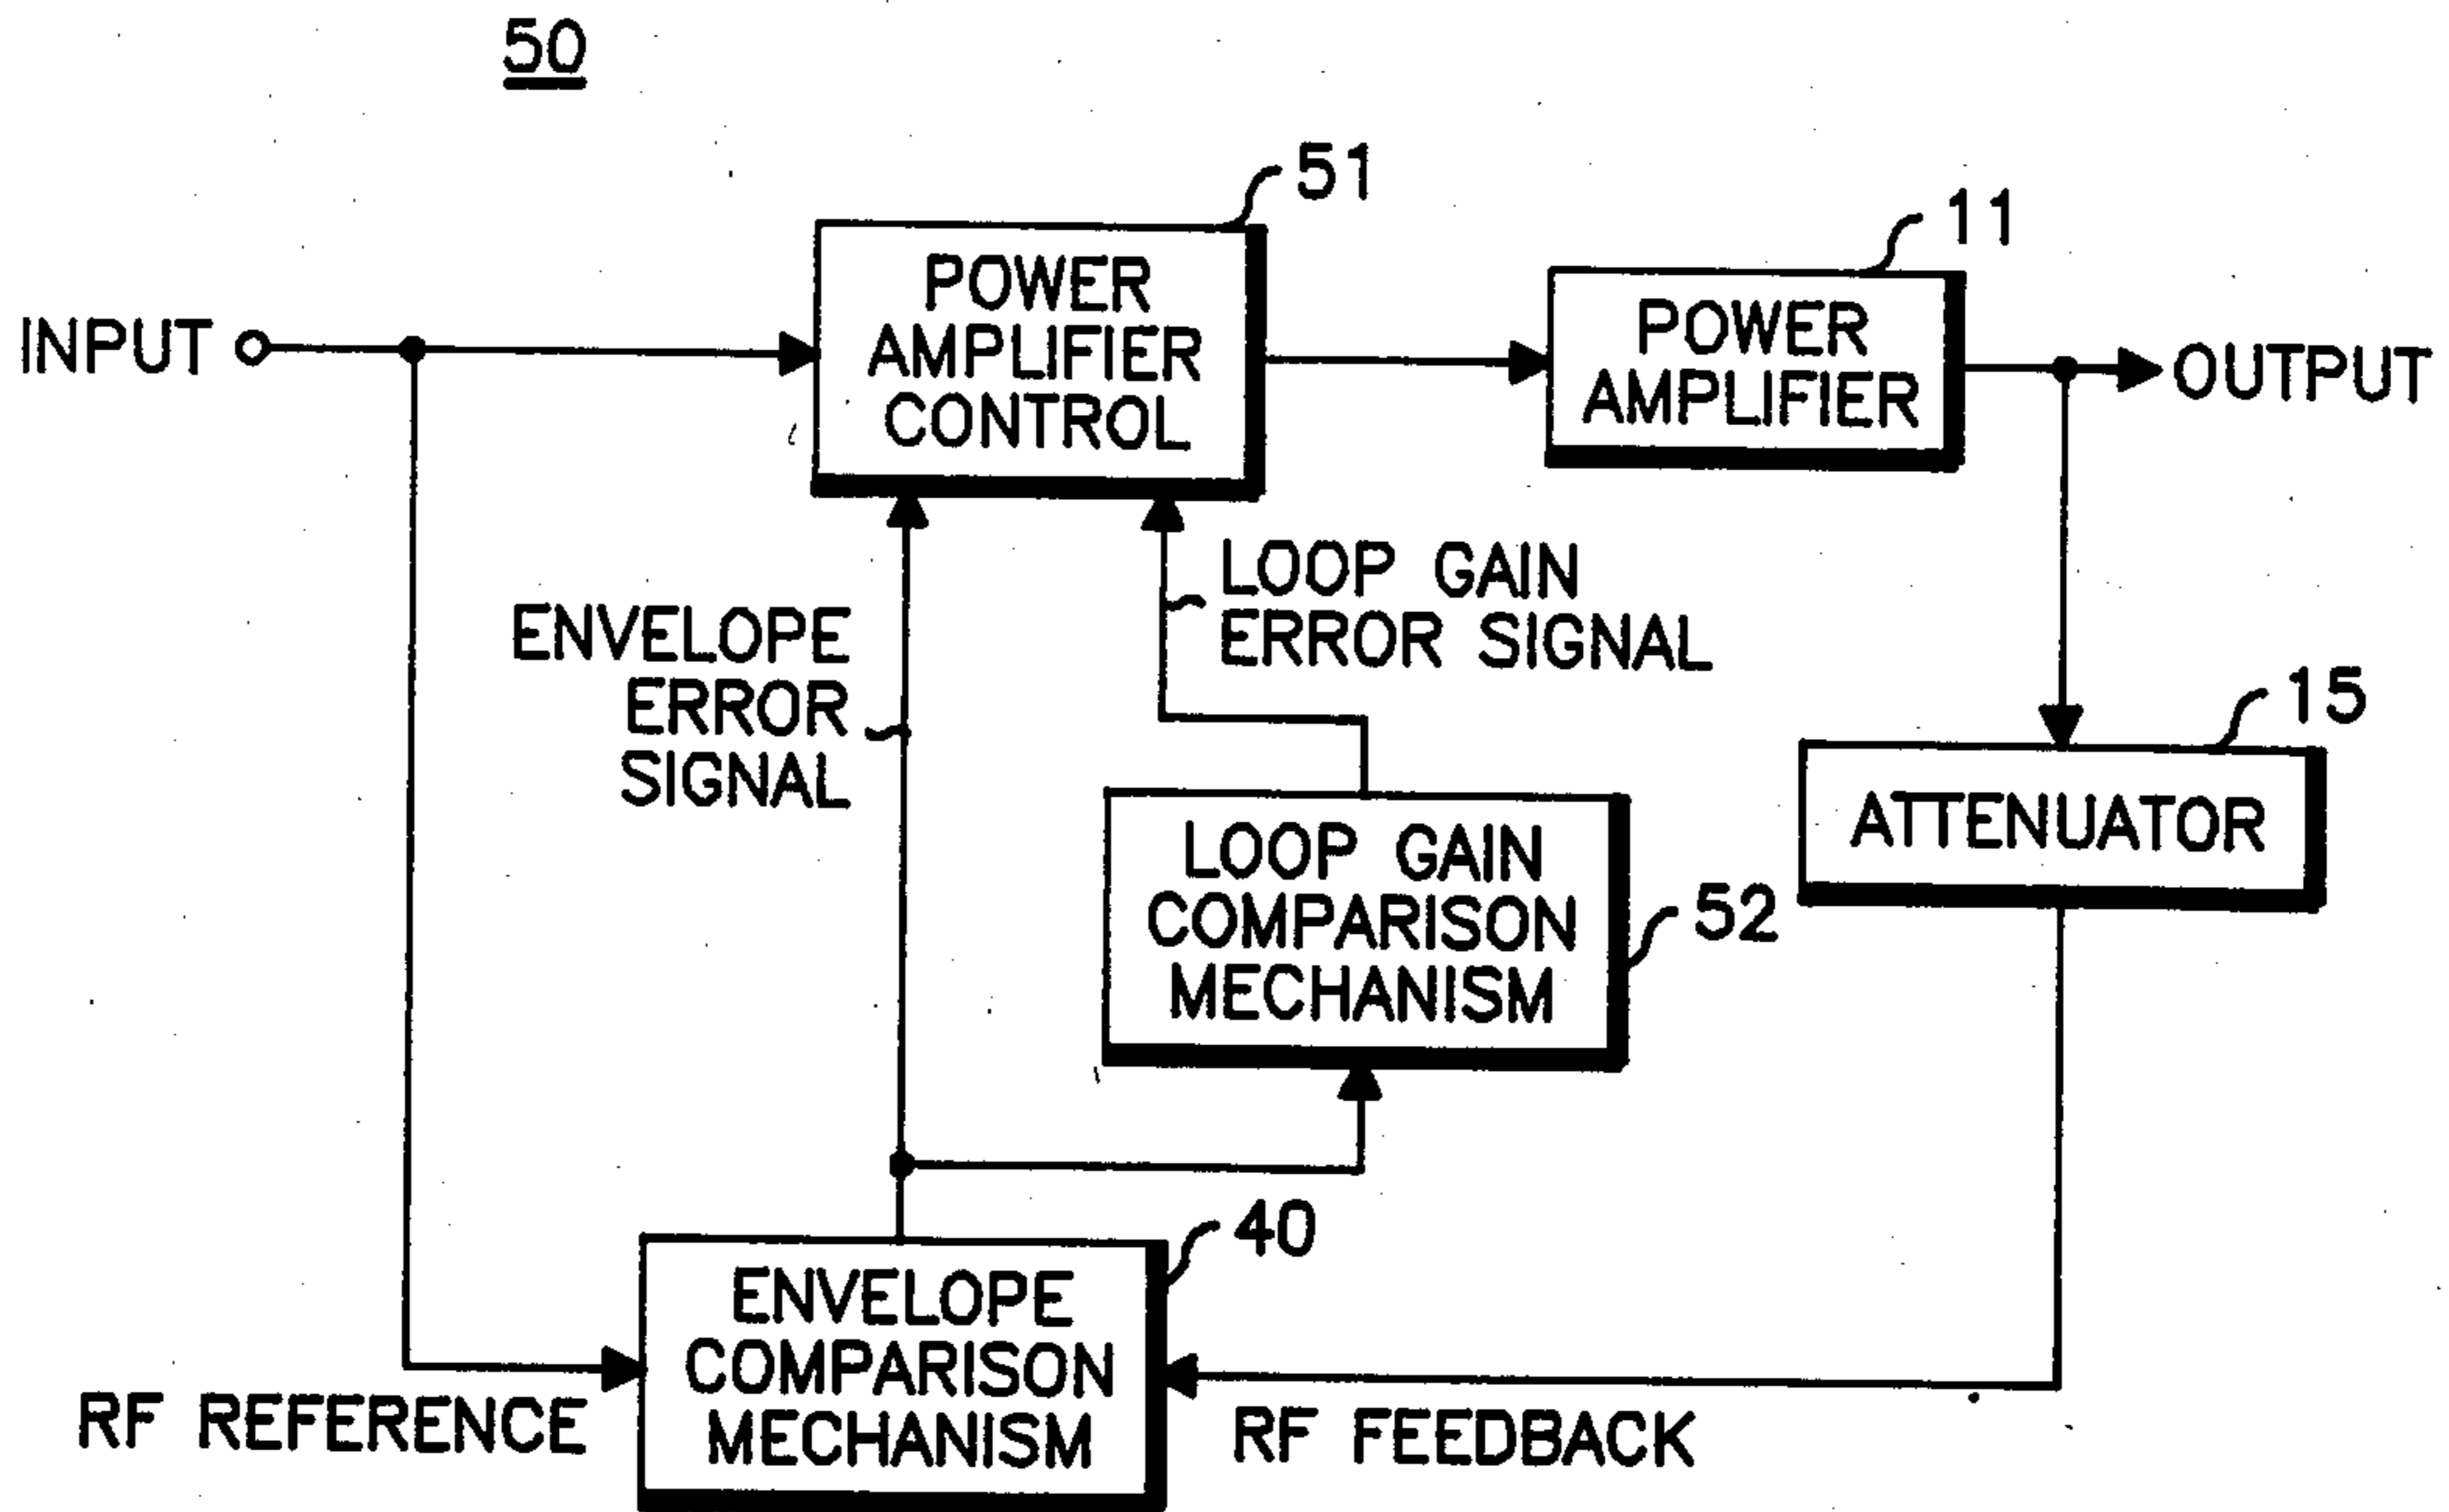 50
51
POWER
AMPLIFIER
CONTROL
11
POWER
AMPLIFIER
INPUT
OUTPUT
LOOP GAIN
ERROR SIGNAL
ENVELOPE
ERROR
SIGNAL
15
ATTENUATOR
LOOP GAIN
COMPARISON
MECHANISM
52
40
ENVELOPE
COMPARISON
MECHANISM
RF REFERENCE
RF FEEDBACK